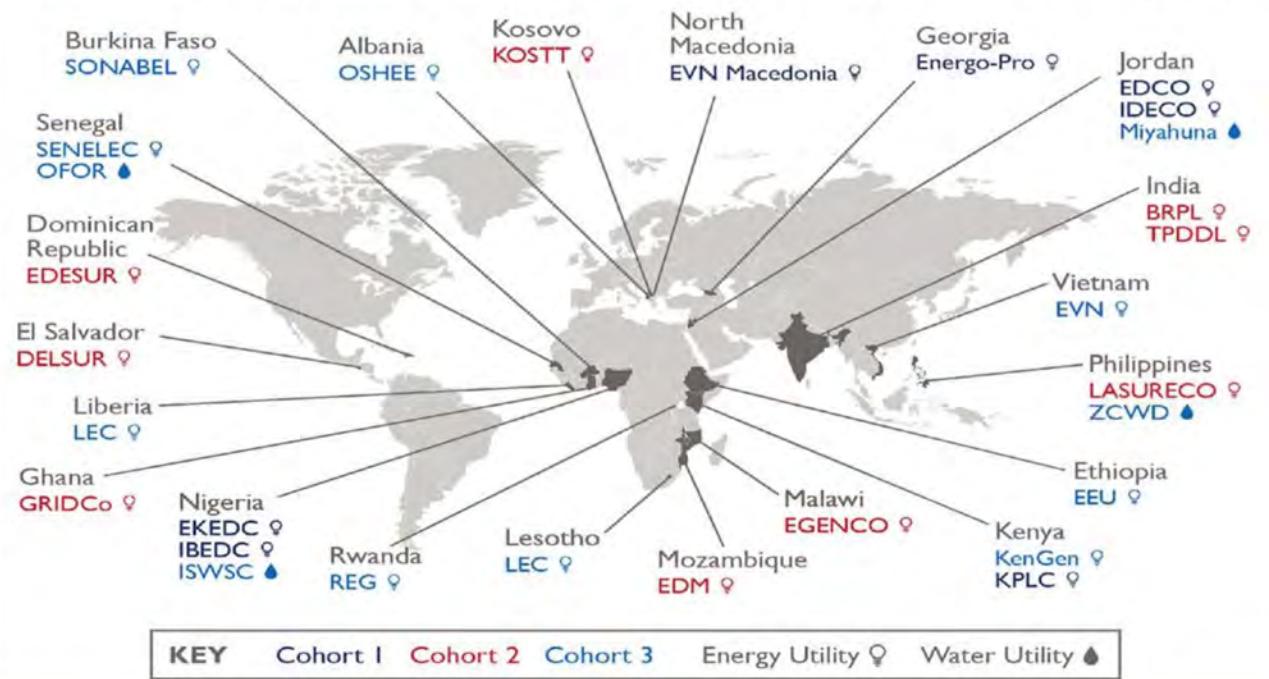 Burkina Faso
SONABEL
Albania
OSHEE
Kosovo
KOSTT
North
Macedonia
EVN Macedonia
Georgia
Energo-Pro
Jordan
EDCO
IDECO
Miyahuna
Senegal
SENELEC
OFOR
India
BRPL
TPDDL
Dominican
Republic
EDESUR
Vietnam
EVN
El Salvador
DELSUR
Philippines
LASURECO
ZCWD
Liberia
LEC
Ghana
GRIDCo
Nigeria
EKEDC
IBEDC
ISWSC
Rwanda
REG
Lesotho
LEC
Mozambique
EDM
Malawi
EGENCO
Kenya
KenGen
KPLC
Ethiopia
EEU
KEY Cohort 1 Cohort 2 Cohort 3 Energy Utility Water Utility